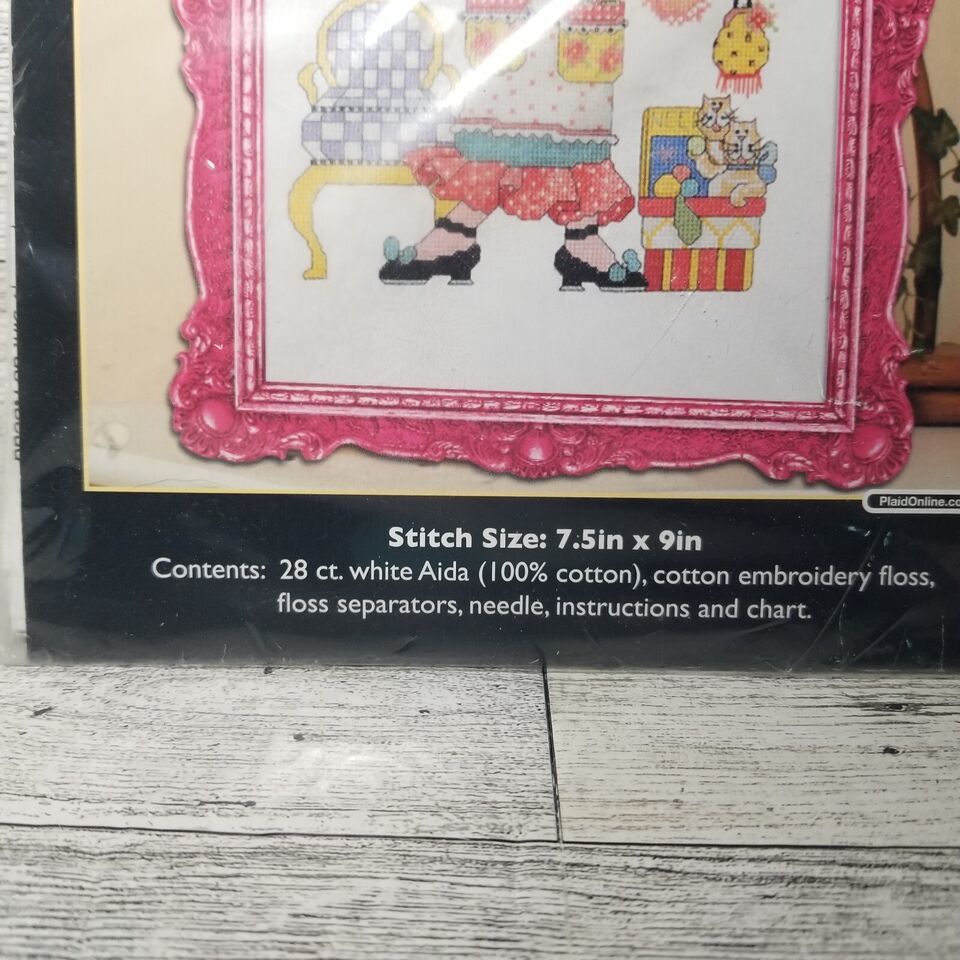 PlaidOnline.co
Stitch Size: 7.5in x 9in
Contents: 28 ct. white Aida (100% cotton), cotton embroidery floss,
floss separators, needle, instructions and chart.